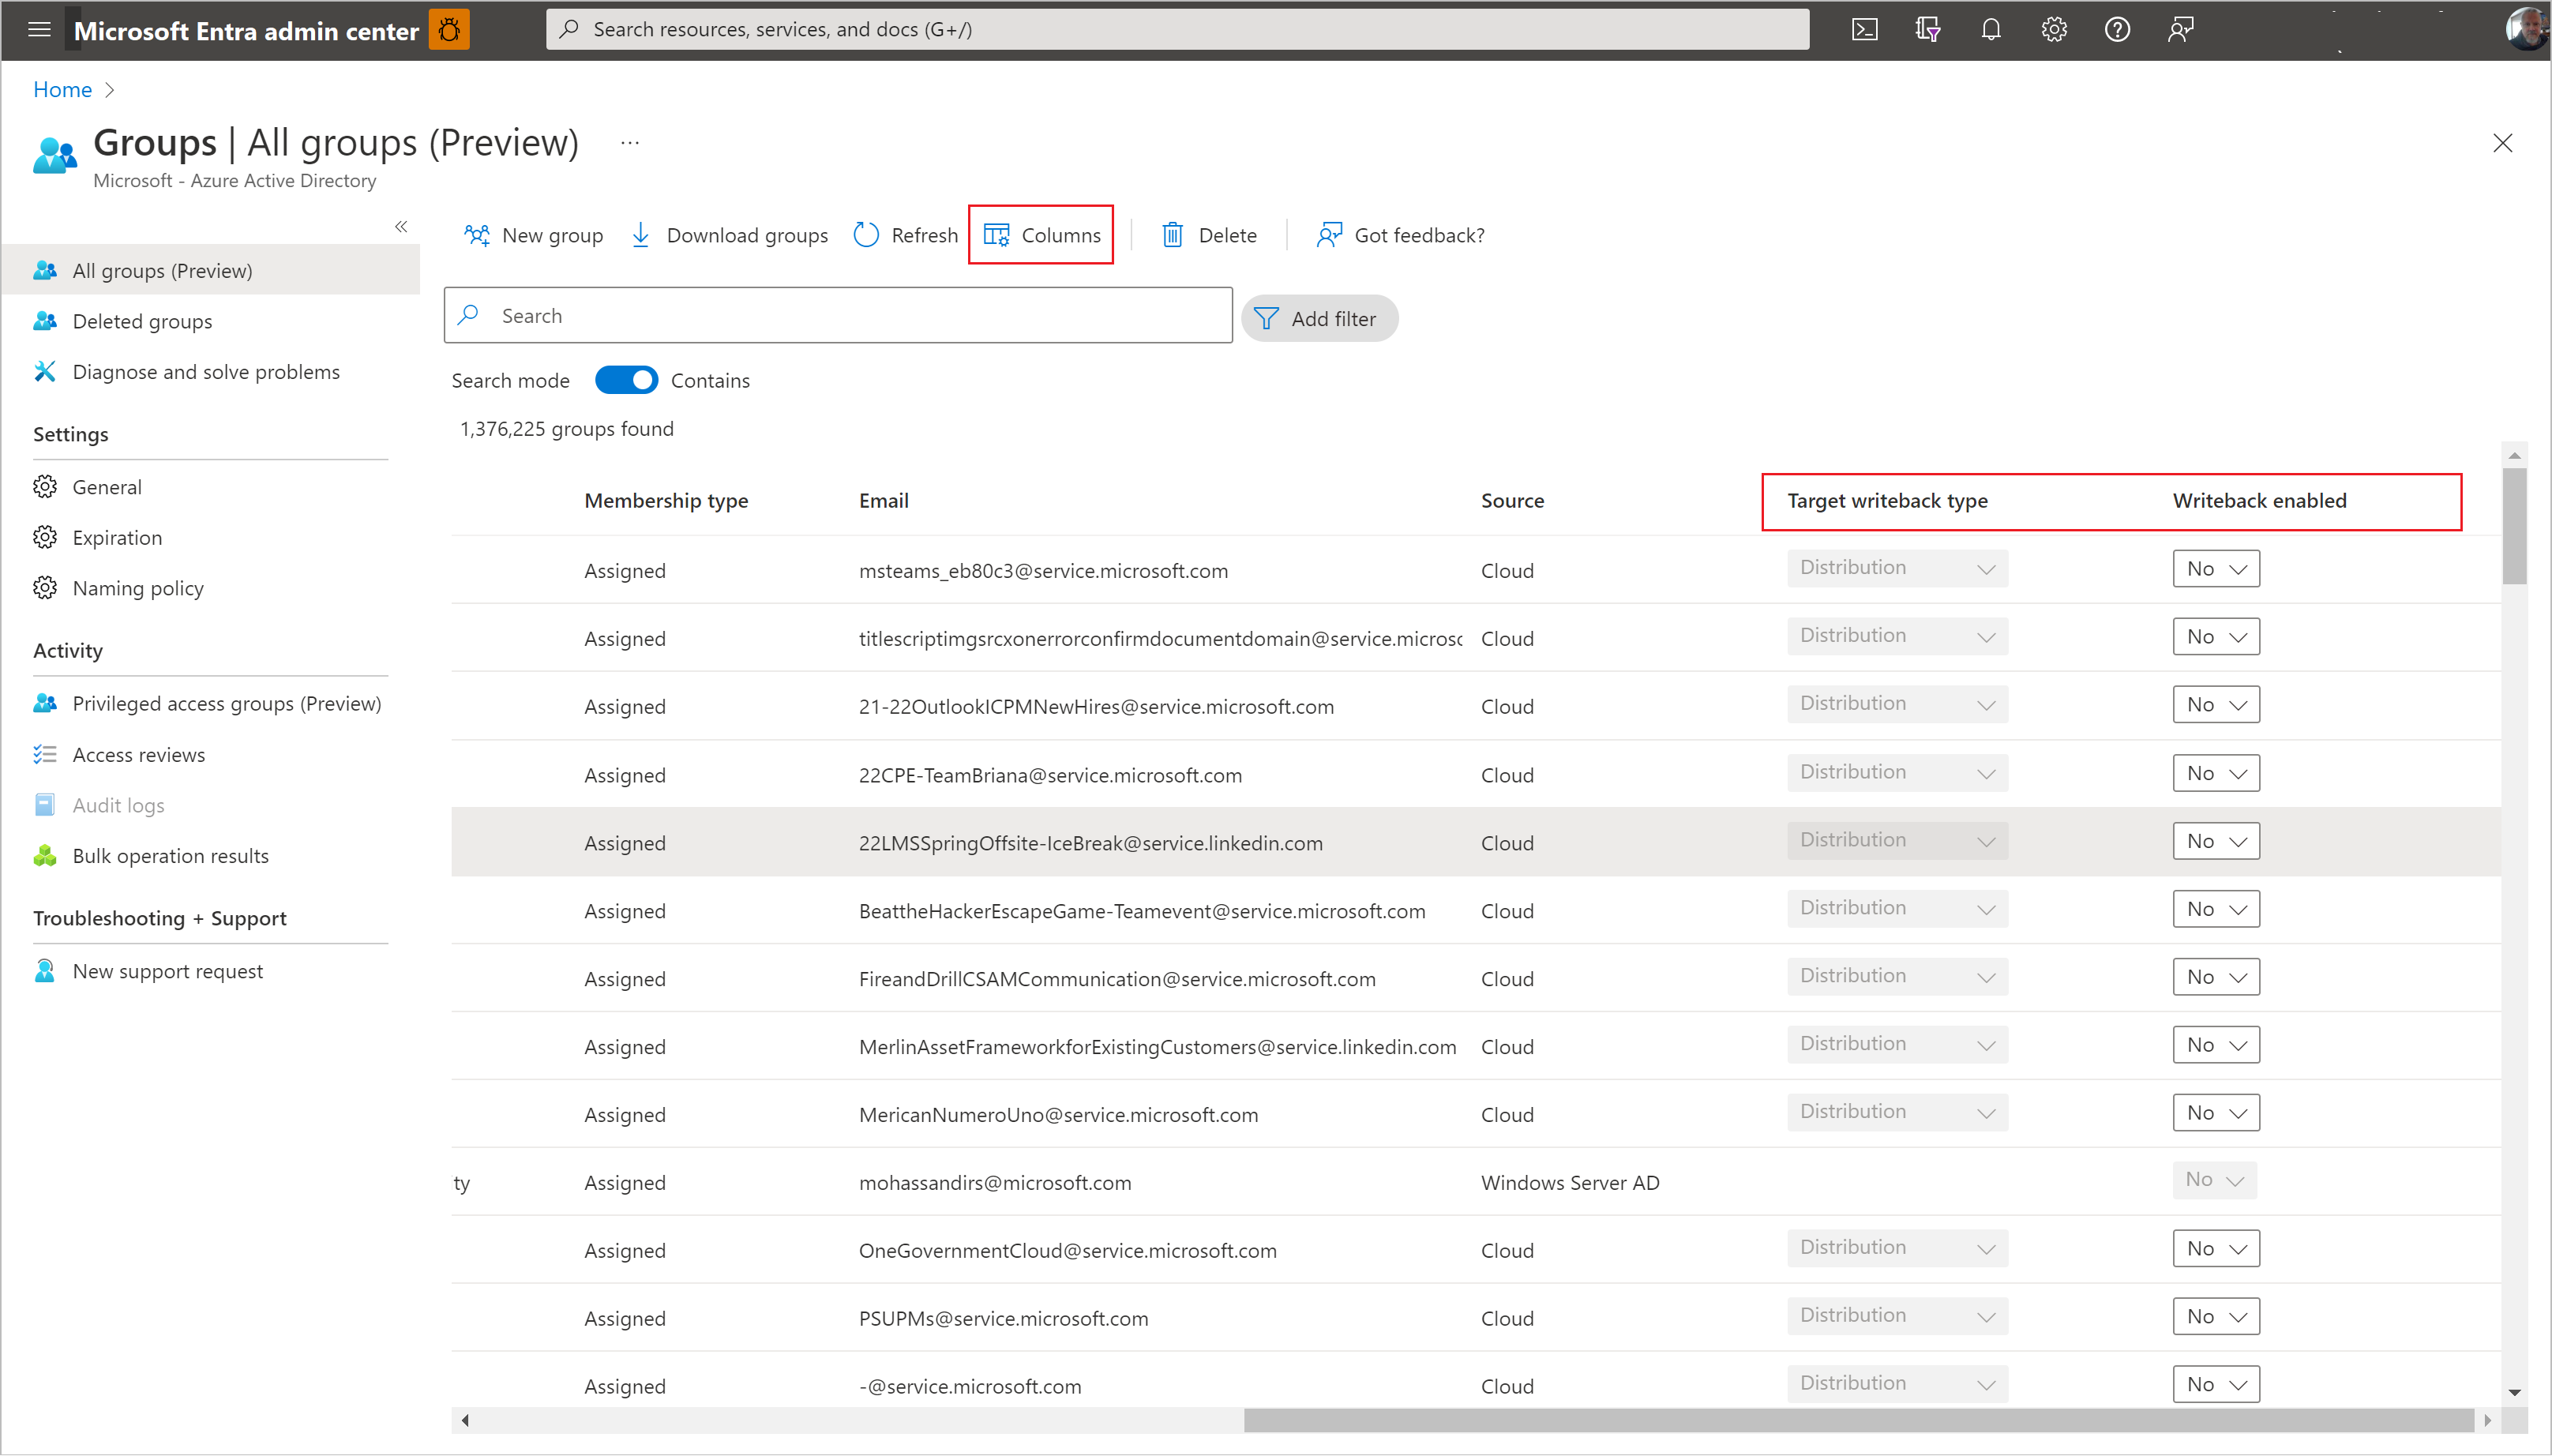 Microsoft Entra admin center
Search resources, services, and docs (G+/)
Home
Groups | All groups (Preview) ...
Microsoft - Azure Active Directory
New group Download groups Refresh Columns Delete Got feedback?
All groups (Preview)
Deleted groups
Diagnose and solve problems
Settings
General
Expiration
Naming policy
Activity
Privileged access groups (Preview)
Access reviews
Audit logs
Bulk operation results
Troubleshooting + Support
New support request
Search Add filter
Search mode Contains
1,376,225 groups found
Membership type Email Source Target writeback type Writeback enabled
Assigned msteams_eb80c3@service.microsoft.com Cloud Distribution No
Assigned titlescriptimgsrcxonerrorconfirmdocumentdomain@service.microsc Cloud Distribution No
Assigned 21-22OutlookICPMNewHires@service.microsoft.com Cloud Distribution No
Assigned 22CPE-TeamBriana@service.microsoft.com Cloud Distribution No
Assigned 22LMSSpringOffsite-IceBreak@service.linkedin.com Cloud Distribution No
Assigned BeattheHackerEscapeGame-Teamevent@service.microsoft.com Cloud Distribution No
Assigned FireandDrillCSAMCommunication@service.microsoft.com Cloud Distribution No
Assigned MerlinAssetFrameworkforExistingCustomers@service.linkedin.com Cloud Distribution No
Assigned MericanNumeroUno@service.microsoft.com Cloud Distribution No
ty Assigned mohassandirs@microsoft.com Windows Server AD No
Assigned OneGovernmentCloud@service.microsoft.com Cloud Distribution No
Assigned PSUPMs@service.microsoft.com Cloud Distribution No
Assigned -@service.microsoft.com Cloud Distribution No